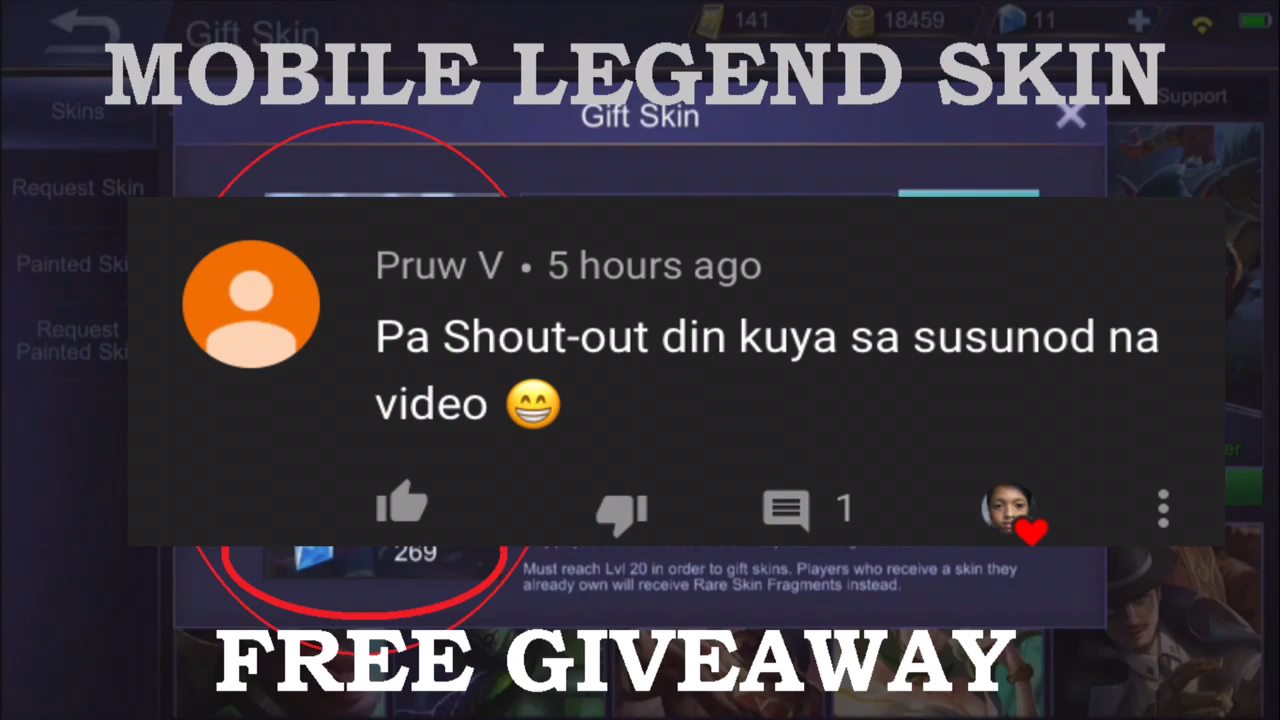 Gift Skin
141
18459
11
MOBILE LEGEND SKIN
Skins
Support
Gift Skin
Request Skin
Painted Ski
Request
Painted Ski
Pruw V • 5 hours ago
Pa Shout-out din kuya sa susunod na
video 😁
1
269
Must reach Lvl 20 in order to gift skins. Players who receive a skin they
already own will receive Rare Skin Fragments instead.
FREE GIVEAWAY